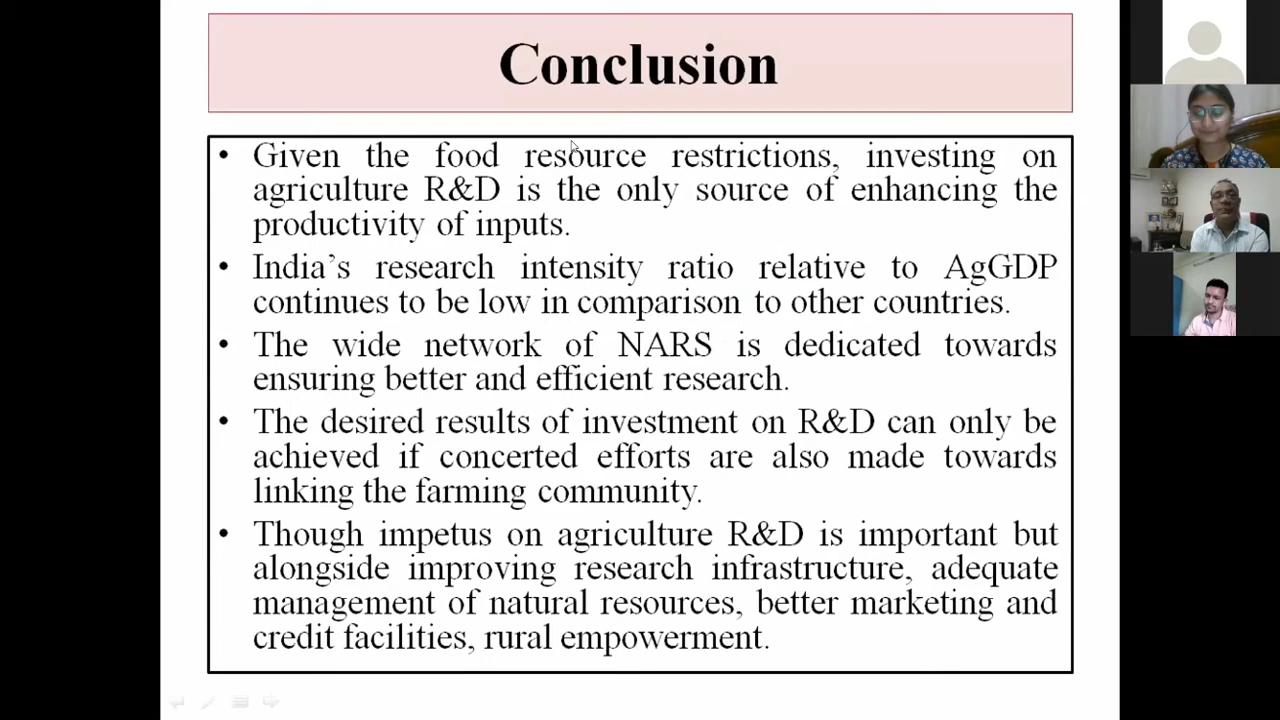 Conclusion
• Given the food resource restrictions, investing on
agriculture R&D is the only source of enhancing the
productivity of inputs.
• India’s research intensity ratio relative to AgGDP
continues to be low in comparison to other countries.
• The wide network of NARS is dedicated towards
ensuring better and efficient research.
• The desired results of investment on R&D can only be
achieved if concerted efforts are also made towards
linking the farming community.
• Though impetus on agriculture R&D is important but
alongside improving research infrastructure, adequate
management of natural resources, better marketing and
credit facilities, rural empowerment.